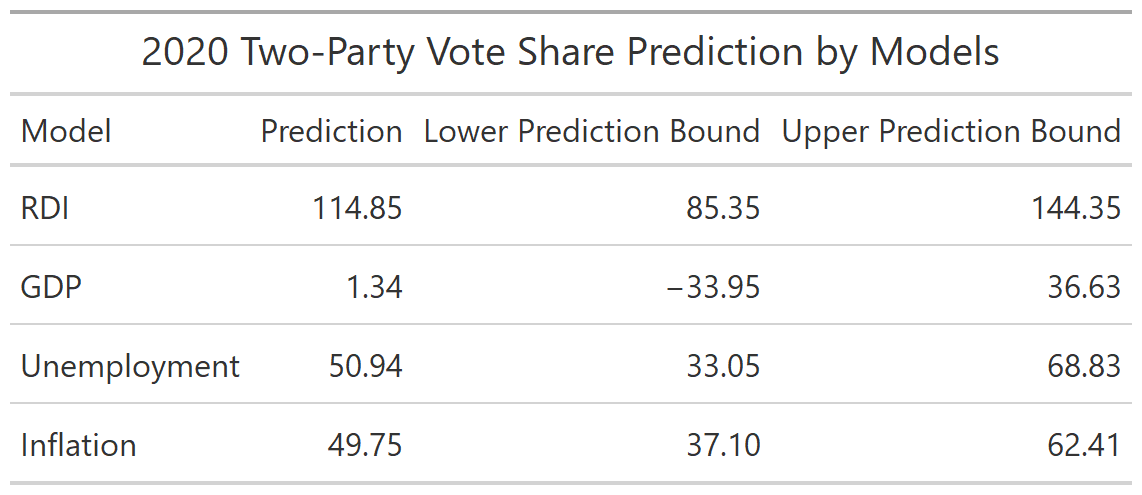 2020 Two-Party Vote Share Prediction by Models
Model Prediction Lower Prediction Bound Upper Prediction Bound
RDI 114.85 85.35 144.35
GDP 1.34 −33.95 36.63
Unemployment 50.94 33.05 68.83
Inflation 49.75 37.10 62.41